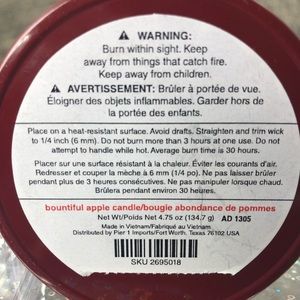 ⚠ WARNING:
Burn within sight. Keep
away from things that catch fire.
Keep away from children.
⚠ AVERTISSEMENT: Brûler à portée de vue.
Éloigner des objets inflammables. Garder hors de
la portée des enfants.
Place on a heat-resistant surface. Avoid drafts. Straighten and trim wick
to 1/4 inch (6 mm). Do not burn more than 3 hours at one use. Do not
attempt to handle while hot. Average burn time is 30 hours.
Placer sur une surface résistant à la chaleur. Éviter les courants d'air.
Redresser et couper la mèche à 6 mm (1/4 po). Ne pas laisser brûler
pendant plus de 3 heures consécutives. Ne pas manipuler lorsque chaud.
Brûlera pendant environ 30 heures.
bountiful apple candle/bougie abondance de pommes
Net Wt/Poids Net 4.75 oz (134.7 g) AD 1305
Made in Vietnam/Fabriqué au Vietnam
Distributed by Pier 1 Imports/Fort Worth, Texas 76102 USA
SKU 2695018